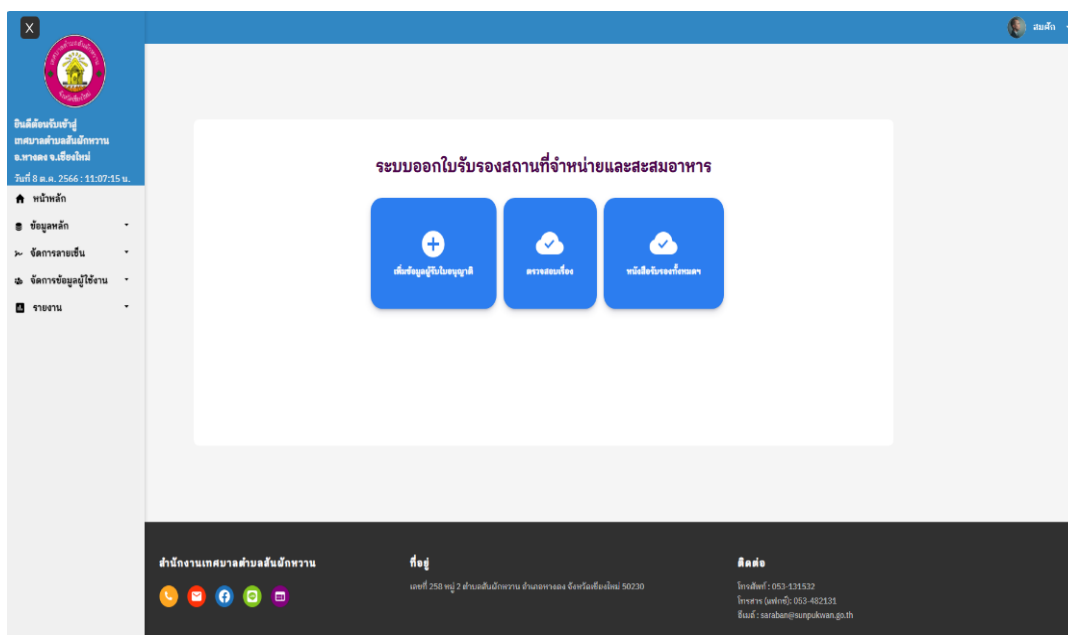 X
สมศักิ
ยินดีต้อนรับเข้าสู่
เทศบาลตำบลสันผักหวาน
อ.หางดง จ.เชียงใหม่
วันที่ 8 ต.ค. 2566 : 11:07:15 น.
หน้าหลัก
ข้อมูลหลัก
จัดการลายเซ็น
จัดการข้อมูลผู้ใช้งาน
รายงาน
ระบบออกใบรับรองสถานที่จำหน่ายและสะสมอาหาร
เพิ่มข้อมูลผู้รับใบอนุญาติ
ตรวจสอบเรื่อง
หนังสือรับรองทั้งหมดฯ
สำนักงานเทศบาลตำบลสันผักหวาน
ที่อยู่
เลขที่ 258 หมู่ 2 ตำบลสันผักหวาน อำเภอหางดง จังหวัดเชียงใหม่ 50230
ติดต่อ
โทรศัพท์ : 053-131532
โทรสาร (แฟกซ์): 053-482131
อีเมล์ : saraban@sunpukwan.go.th